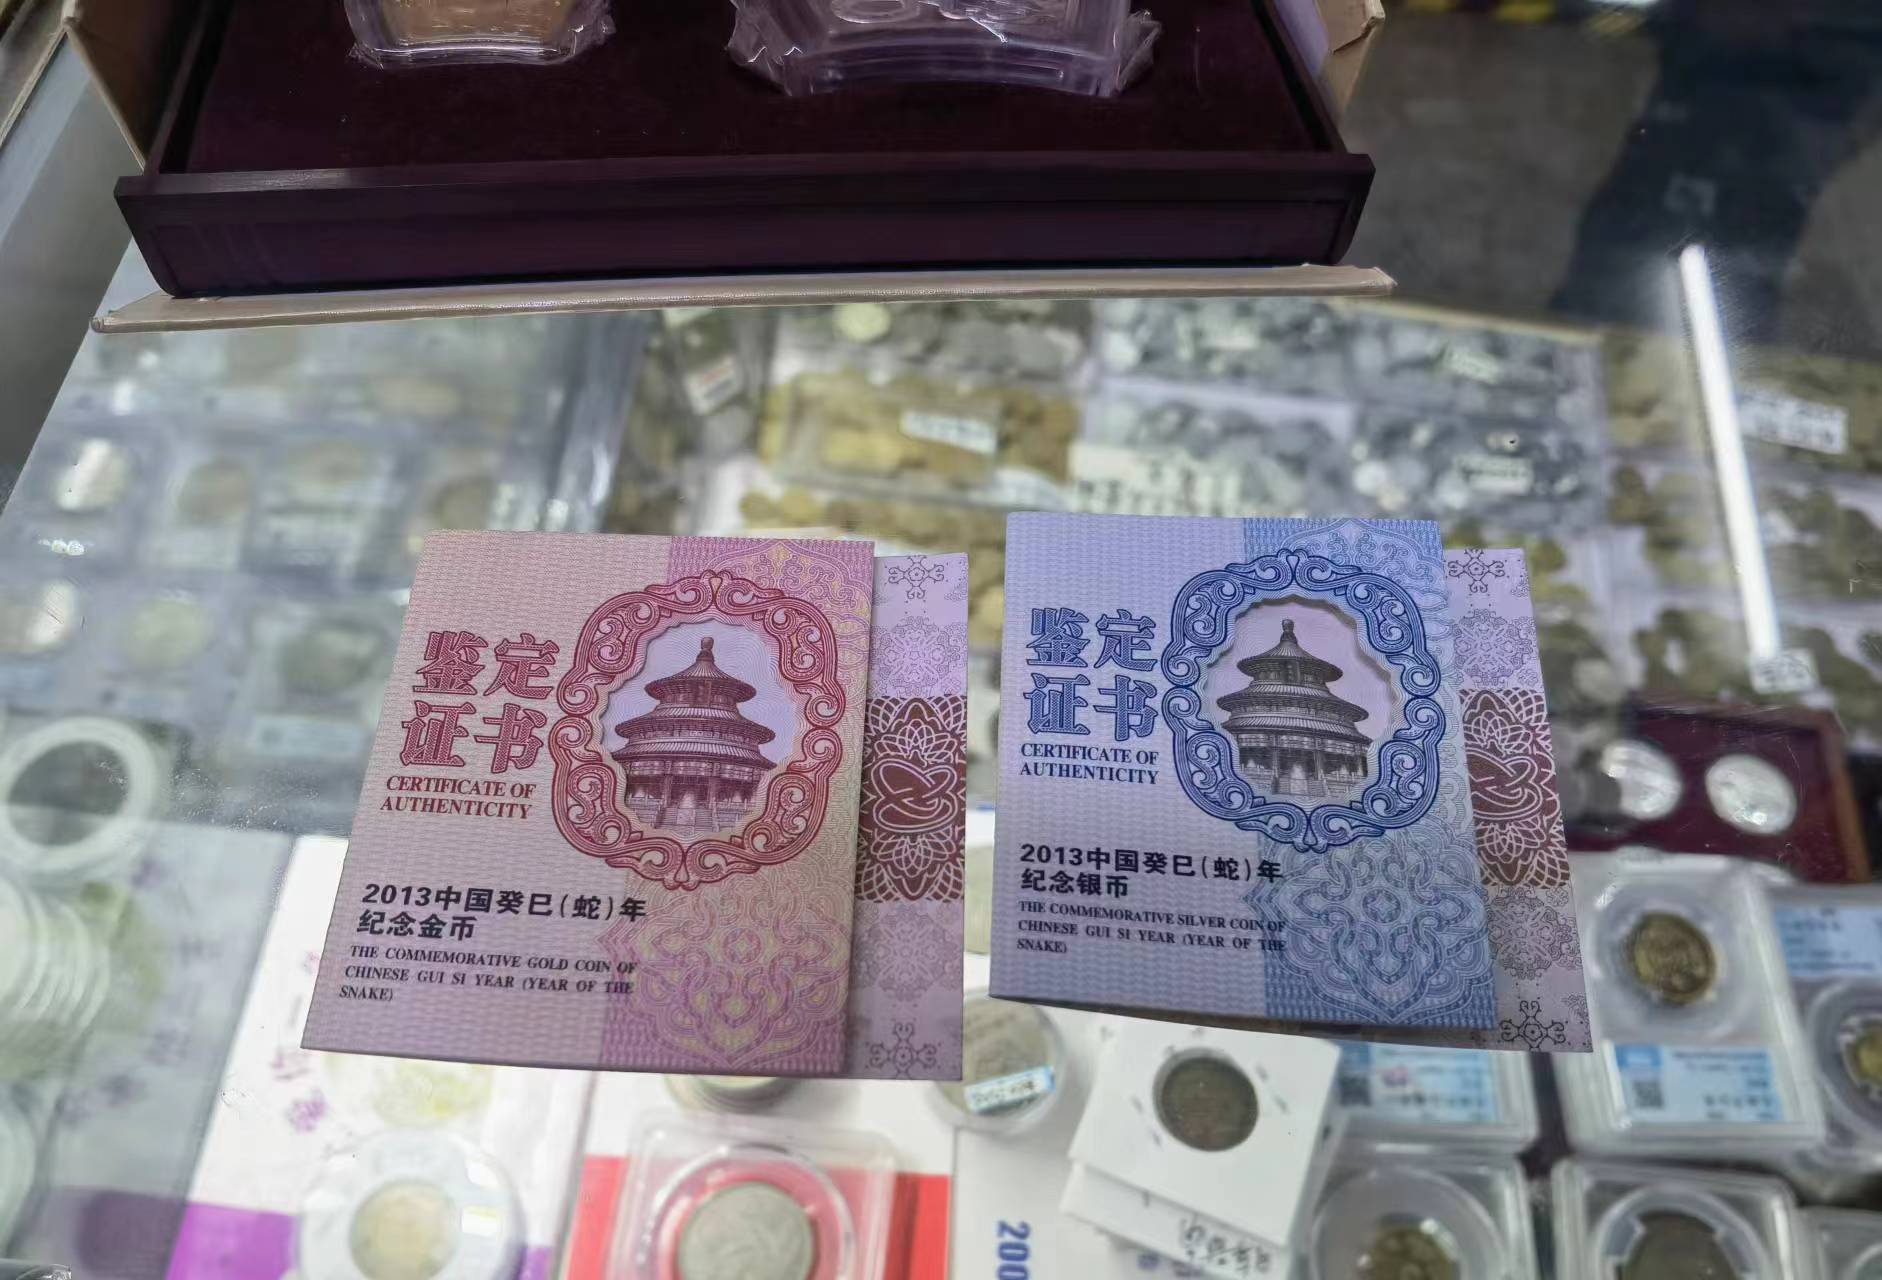 鉴定
证书
CERTIFICATE OF
AUTHENTICITY
2013中国癸巳(蛇)年
纪念金币
THE COMMEMORATIVE GOLD COIN OF
CHINESE GUI SI YEAR (YEAR OF THE
SNAKE)
鉴定
证书
CERTIFICATE OF
AUTHENTICITY
2013中国癸巳(蛇)年
纪念银币
THE COMMEMORATIVE SILVER COIN OF
CHINESE GUI SI YEAR (YEAR OF THE
SNAKE)
200